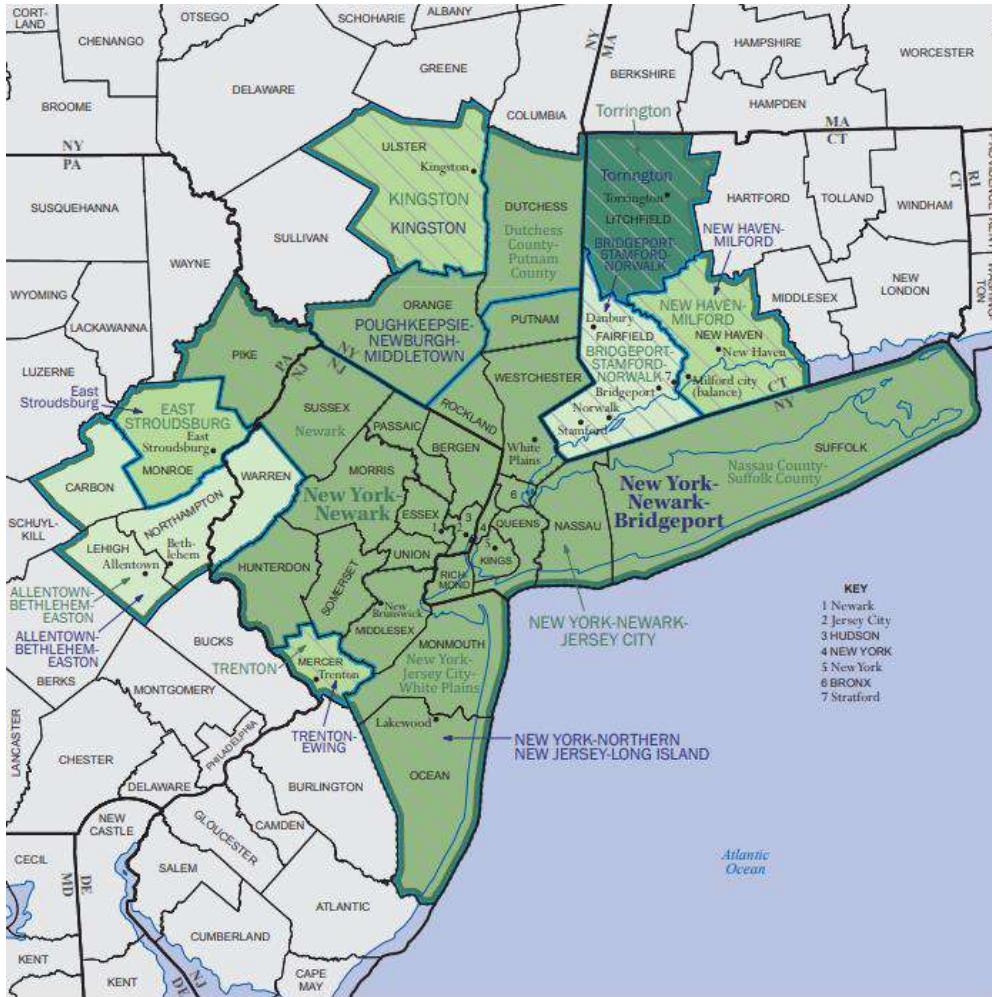 CORT-
LAND
OTSEGO
SCHOHARIE
ALBANY
CHENANGO
GREENE
NY
MA
HAMPSHIRE
WORCESTER
BERKSHIRE
DELAWARE
COLUMBIA
HAMPDEN
BROOME
Torrington
MA
CT
NY
PA
ULSTER
Kingston
KINGSTON
KINGSTON
DUTCHESS
Dutchess
County-
Putnam
County
Torrington
Torrington
LITCHFIELD
HARTFORD
TOLLAND
WINDHAM
RI
CT
SUSQUEHANNA
SULLIVAN
BRIDGEPORT-
STAMFORD-
NORWALK
NEW HAVEN-
MILFORD
WAYNE
WYOMING
LACKAWANNA
ORANGE
POUGHKEEPSIE-
NEWBURGH-
MIDDLETOWN
PUTNAM
Danbury
FAIRFIELD
BRIDGEPORT-
STAMFORD-
NORWALK
7
Bridgeport
NEW HAVEN-
MILFORD
NEW HAVEN
New Haven
Milford city
(balance)
MIDDLESEX
NEW
LONDON
TON
LUZERNE
PIKE
PA
NJ
NY
NJ
WESTCHESTER
ROCKLAND
CT
NY
East
Stroudsburg
EAST
STROUDSBURG
East
Stroudsburg
MONROE
SUSSEX
Newark
PASSAIC
BERGEN
White
Plains
Norwalk
Stamford
SUFFOLK
Nassau County-
Suffolk County
CARBON
WARREN
MORRIS
New York-
Newark
New York-
Newark-
Bridgeport
SCHUYL-
KILL
NORTHAMPTON
LEHIGH
Allentown
Beth-
lehem
ESSEX
1
2
3
4
5
6
QUEENS
KINGS
NASSAU
UNION
RICH-
MOND
HUNTERDON
SOMERSET
New
Brunswick
MIDDLESEX
ALLENTOWN-
BETHLEHEM-
EASTON
ALLENTOWN-
BETHLEHEM-
EASTON
BUCKS
MONMOUTH
New York-
Jersey City-
White Plains
NEW YORK-NEWARK-
JERSEY CITY
KEY
1 Newark
2 Jersey City
3 HUDSON
4 NEW YORK
5 New York
6 BRONX
7 Stratford
TRENTON
MERCER
Trenton
BERKS
MONTGOMERY
TRENTON-
EWING
Lakewood
NEW YORK-NORTHERN
NEW JERSEY-LONG ISLAND
LANCASTER
CHESTER
PHILADELPHIA
DELAWARE
BURLINGTON
OCEAN
NEW
CASTLE
GLOUCESTER
CAMDEN
CECIL
MD
DE
SALEM
ATLANTIC
Atlantic
Ocean
CUMBERLAND
KENT
KENT
NJ
DE
CAPE
MAY